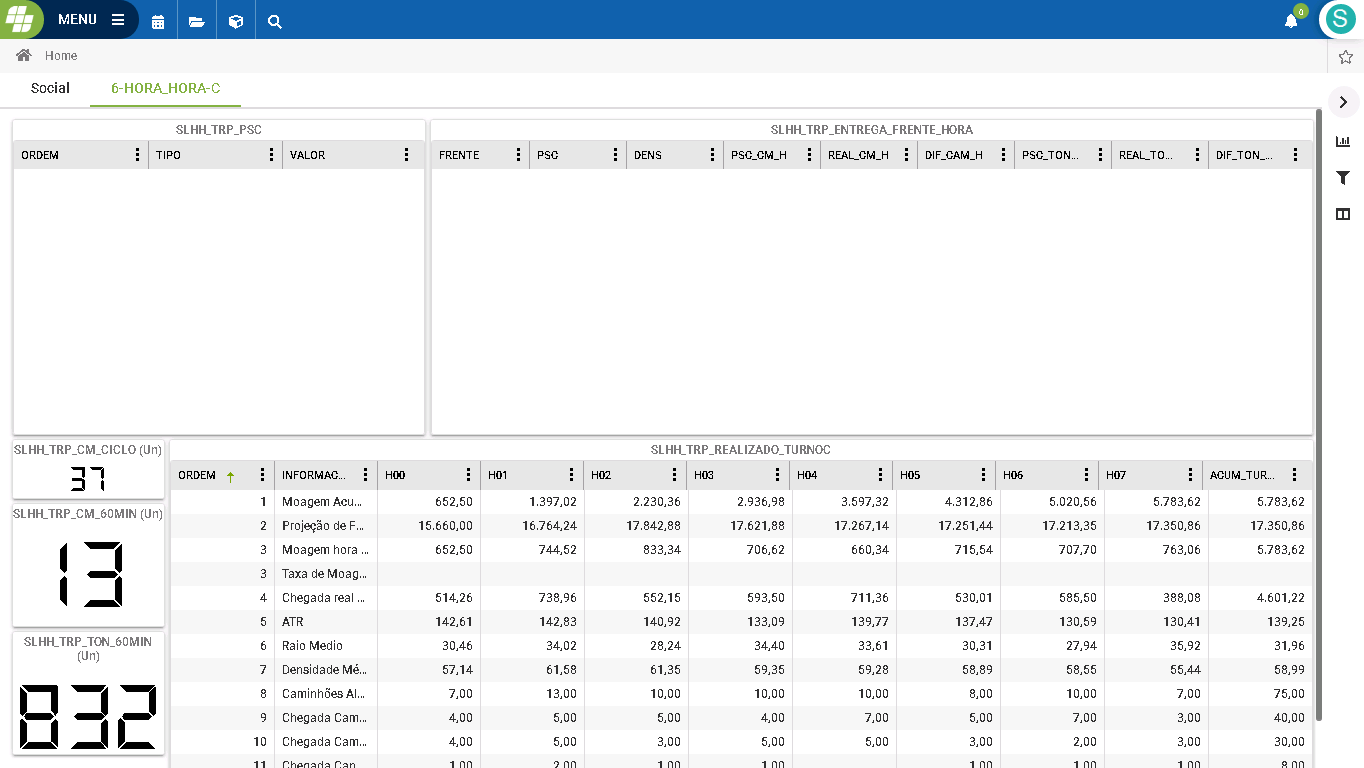 MENU
0
S
Home
Social 6-HORA_HORA-C
SLHH_TRP_PSC
ORDEM TIPO VALOR
SLHH_TRP_ENTREGA_FRENTE_HORA
FRENTE PSC DENS PSC_CM_H REAL_CM_H DIF_CAM_H PSC_TON... REAL_TO... DIF_TON_...
SLHH_TRP_CM_CICLO (Un)
37
SLHH_TRP_CM_60MIN (Un)
13
SLHH_TRP_TON_60MIN
(Un)
832
SLHH_TRP_REALIZADO_TURNOC
ORDEM INFORMAC... H00 H01 H02 H03 H04 H05 H06 H07 ACUM_TUR...
1 Moagem Acu... 652,50 1.397,02 2.230,36 2.936,98 3.597,32 4.312,86 5.020,56 5.783,62 5.783,62
2 Projeção de F... 15.660,00 16.764,24 17.842,88 17.621,88 17.267,14 17.251,44 17.213,35 17.350,86 17.350,86
3 Moagem hora ... 652,50 744,52 833,34 706,62 660,34 715,54 707,70 763,06 5.783,62
3 Taxa de Moag...
4 Chegada real ... 514,26 738,96 552,15 593,50 711,36 530,01 585,50 388,08 4.601,22
5 ATR 142,61 142,83 140,92 133,09 139,77 137,47 130,59 130,41 139,25
6 Raio Medio 30,46 34,02 28,24 34,40 33,61 30,31 27,94 35,92 31,96
7 Densidade Mé... 57,14 61,58 61,35 59,35 59,28 58,89 58,55 55,44 58,99
8 Caminhões Al... 7,00 13,00 10,00 10,00 10,00 8,00 10,00 7,00 75,00
9 Chegada Cam... 4,00 5,00 5,00 4,00 7,00 5,00 7,00 3,00 40,00
10 Chegada Cam... 4,00 5,00 3,00 5,00 5,00 3,00 2,00 3,00 30,00
11 Chegada Can... 1,00 2,00 1,00 1,00 1,00 1,00 1,00 8,00